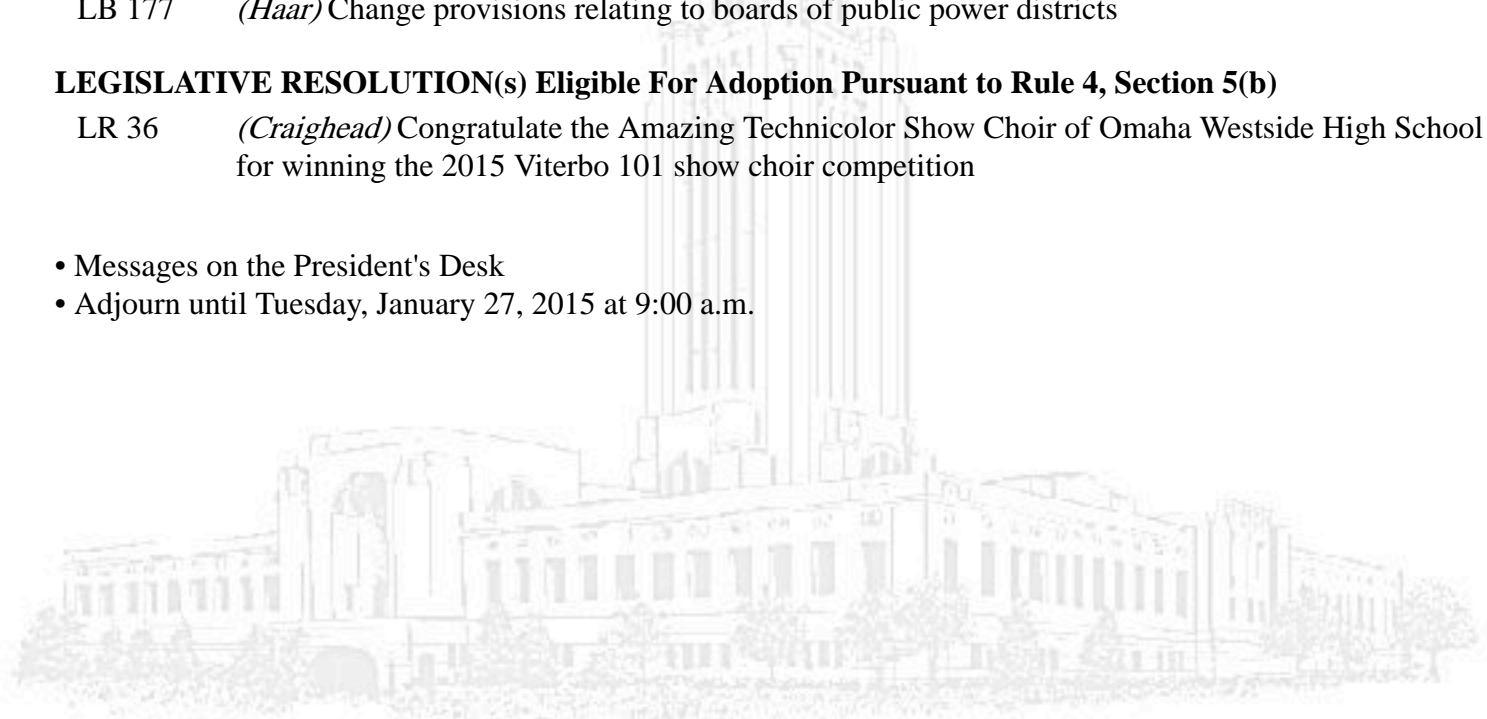 LB 177 (Haar) Change provisions relating to boards of public power districts
LEGISLATIVE RESOLUTION(s) Eligible For Adoption Pursuant to Rule 4, Section 5(b)
LR 36 (Craighead) Congratulate the Amazing Technicolor Show Choir of Omaha Westside High School
for winning the 2015 Viterbo 101 show choir competition
• Messages on the President's Desk
• Adjourn until Tuesday, January 27, 2015 at 9:00 a.m.